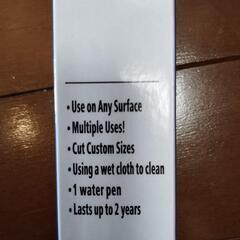 • Use on Any Surface
• Multiple Uses!
• Cut Custom Sizes
• Using a wet cloth to clean
• 1 water pen
• Lasts up to 2 years